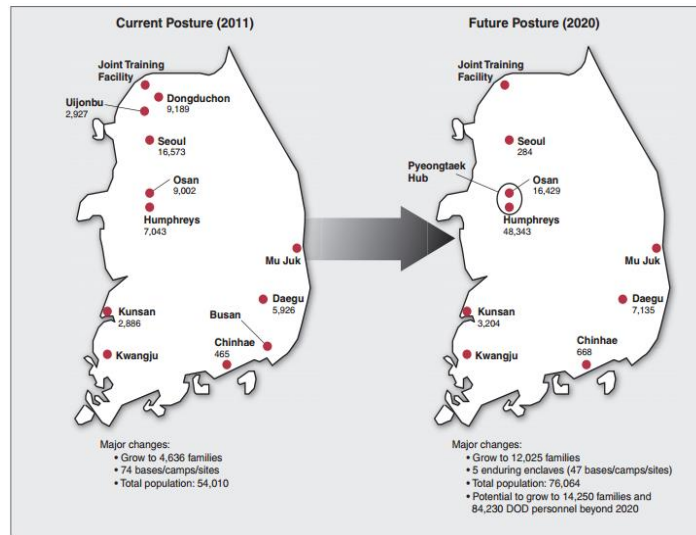 Current Posture (2011)
Joint Training
Facility
Uijonbu
2,927
Dongduchon
9,189
Seoul
16,573
Osan
9,002
Humphreys
7,043
Mu Juk
Daegu
5,926
Kunsan
2,886
Busan
Kwangju
Chinhae
465
Major changes:
• Grow to 4,636 families
• 74 bases/camps/sites
• Total population: 54,010
Future Posture (2020)
Joint Training
Facility
Seoul
284
Pyeongtaek
Hub
Osan
16,429
Humphreys
48,343
Mu Juk
Daegu
7,135
Kunsan
3,204
Kwangju
Chinhae
668
Major changes:
• Grow to 12,025 families
• 5 enduring enclaves (47 bases/camps/sites)
• Total population: 76,064
• Potential to grow to 14,250 families and
84,230 DOD personnel beyond 2020